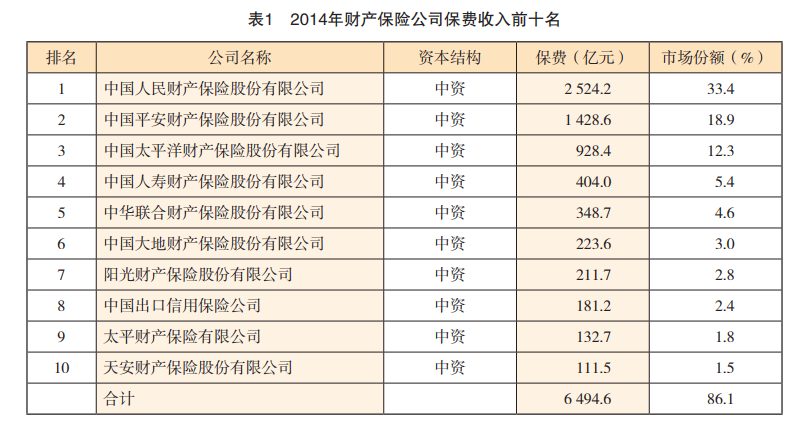 表1 2014年财产保险公司保费收入前十名
排名 公司名称 资本结构 保费（亿元） 市场份额（%）
1 中国人民财产保险股份有限公司 中资 2 524.2 33.4
2 中国平安财产保险股份有限公司 中资 1 428.6 18.9
3 中国太平洋财产保险股份有限公司 中资 928.4 12.3
4 中国人寿财产保险股份有限公司 中资 404.0 5.4
5 中华联合财产保险股份有限公司 中资 348.7 4.6
6 中国大地财产保险股份有限公司 中资 223.6 3.0
7 阳光财产保险股份有限公司 中资 211.7 2.8
8 中国出口信用保险公司 中资 181.2 2.4
9 太平财产保险有限公司 中资 132.7 1.8
10 天安财产保险股份有限公司 中资 111.5 1.5
合计 6 494.6 86.1